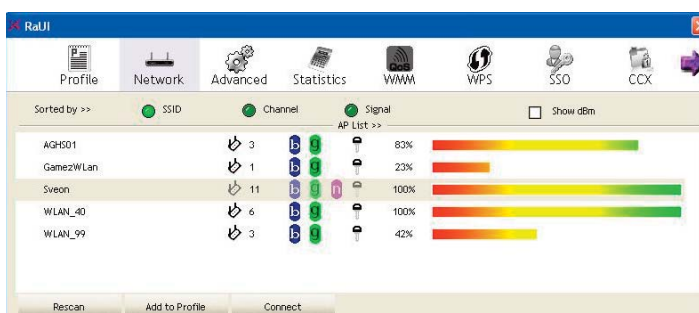 RaUI
Profile Network Advanced Statistics QoS WMM WPS SSO CCX
Sorted by >> SSID Channel Signal Show dBm
AP List >>
AGHS01 3 b g 83%
GamezWLan 1 b g 23%
Sveon 11 b g n 100%
WLAN_40 6 b g 100%
WLAN_99 3 b g 42%
Rescan Add to Profile Connect